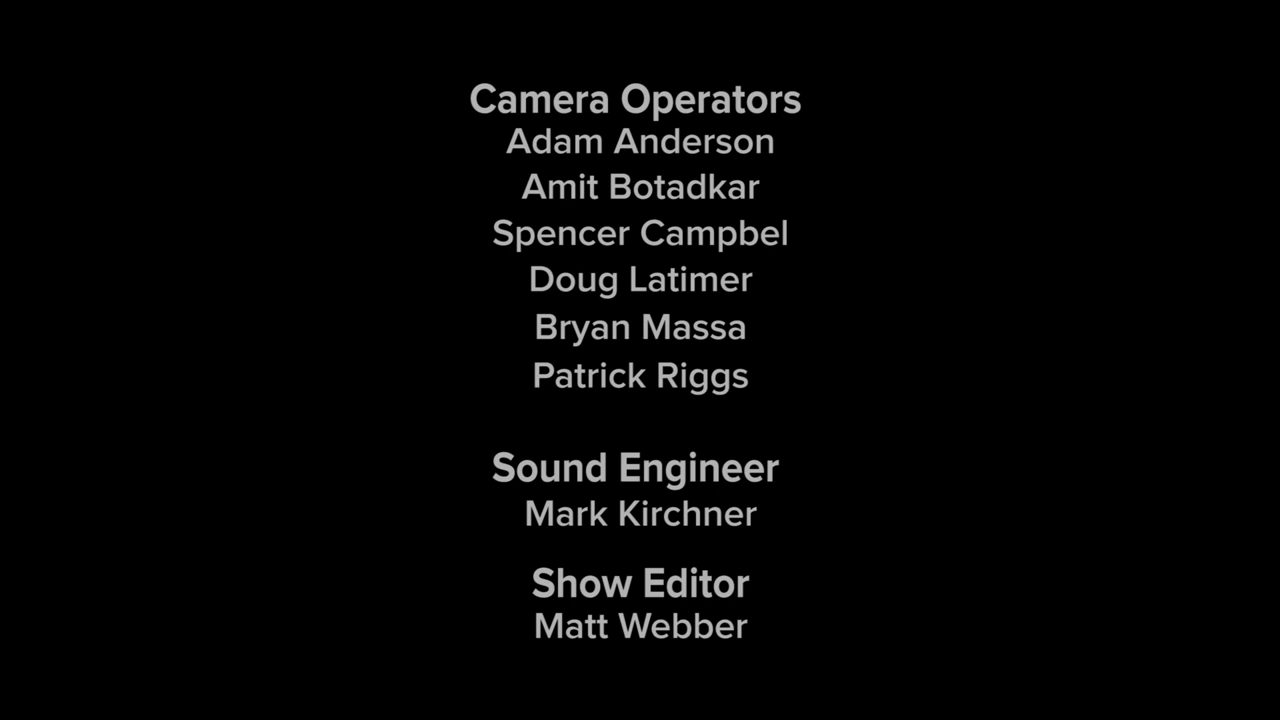 Camera Operators
Adam Anderson
Amit Botadkar
Spencer Campbel
Doug Latimer
Bryan Massa
Patrick Riggs
Sound Engineer
Mark Kirchner
Show Editor
Matt Webber